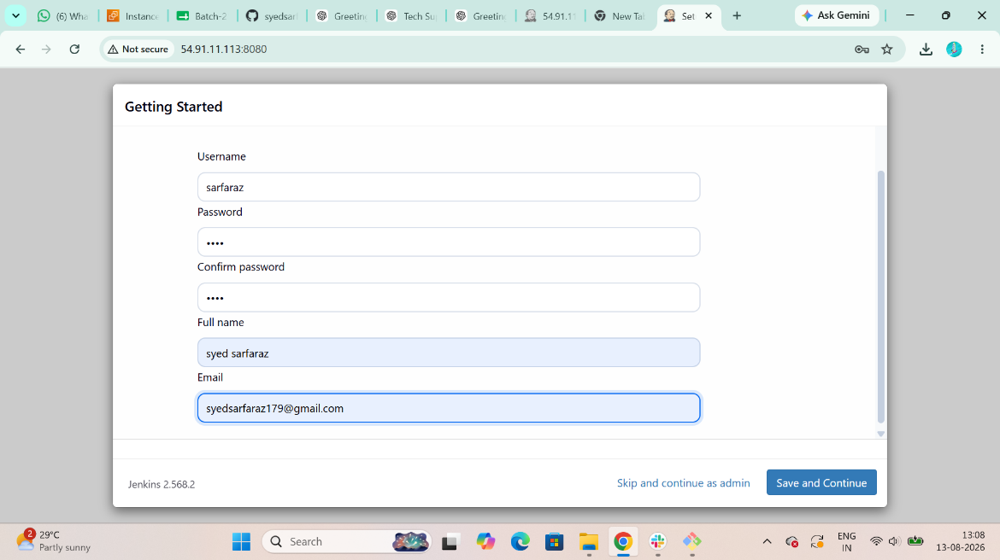 (6) Wha
Instance
Batch-2
syedsarf
Greeting
Tech Su
Greeting
54.91.11
New Ta
Set
Ask Gemini
Not secure
54.91.11.113:8080
Getting Started
Username
sarfaraz
Password
••••
Confirm password
••••
Full name
syed sarfaraz
Email
syedsarfaraz179@gmail.com
Jenkins 2.568.2
Skip and continue as admin
Save and Continue
2
29°C
Partly sunny
Search
ENG
IN
13:08
13-08-2026